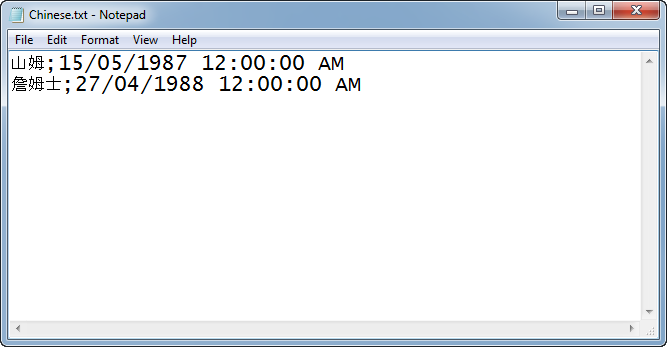 Chinese.txt - Notepad
File Edit Format View Help
山姆;15/05/1987 12:00:00 AM
詹姆士;27/04/1988 12:00:00 AM